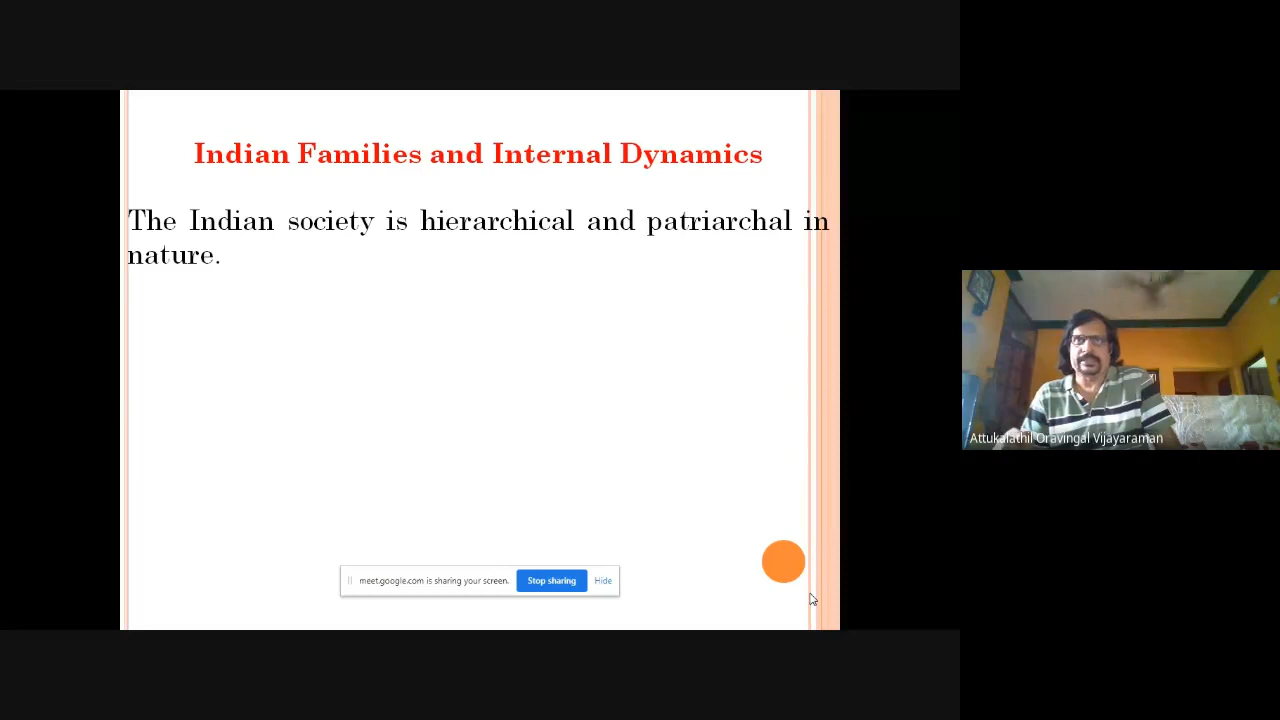 Indian Families and Internal Dynamics
The Indian society is hierarchical and patriarchal in
nature.
meet.google.com is sharing your screen. Stop sharing Hide
Attukalathil Oravingal Vijayaraman